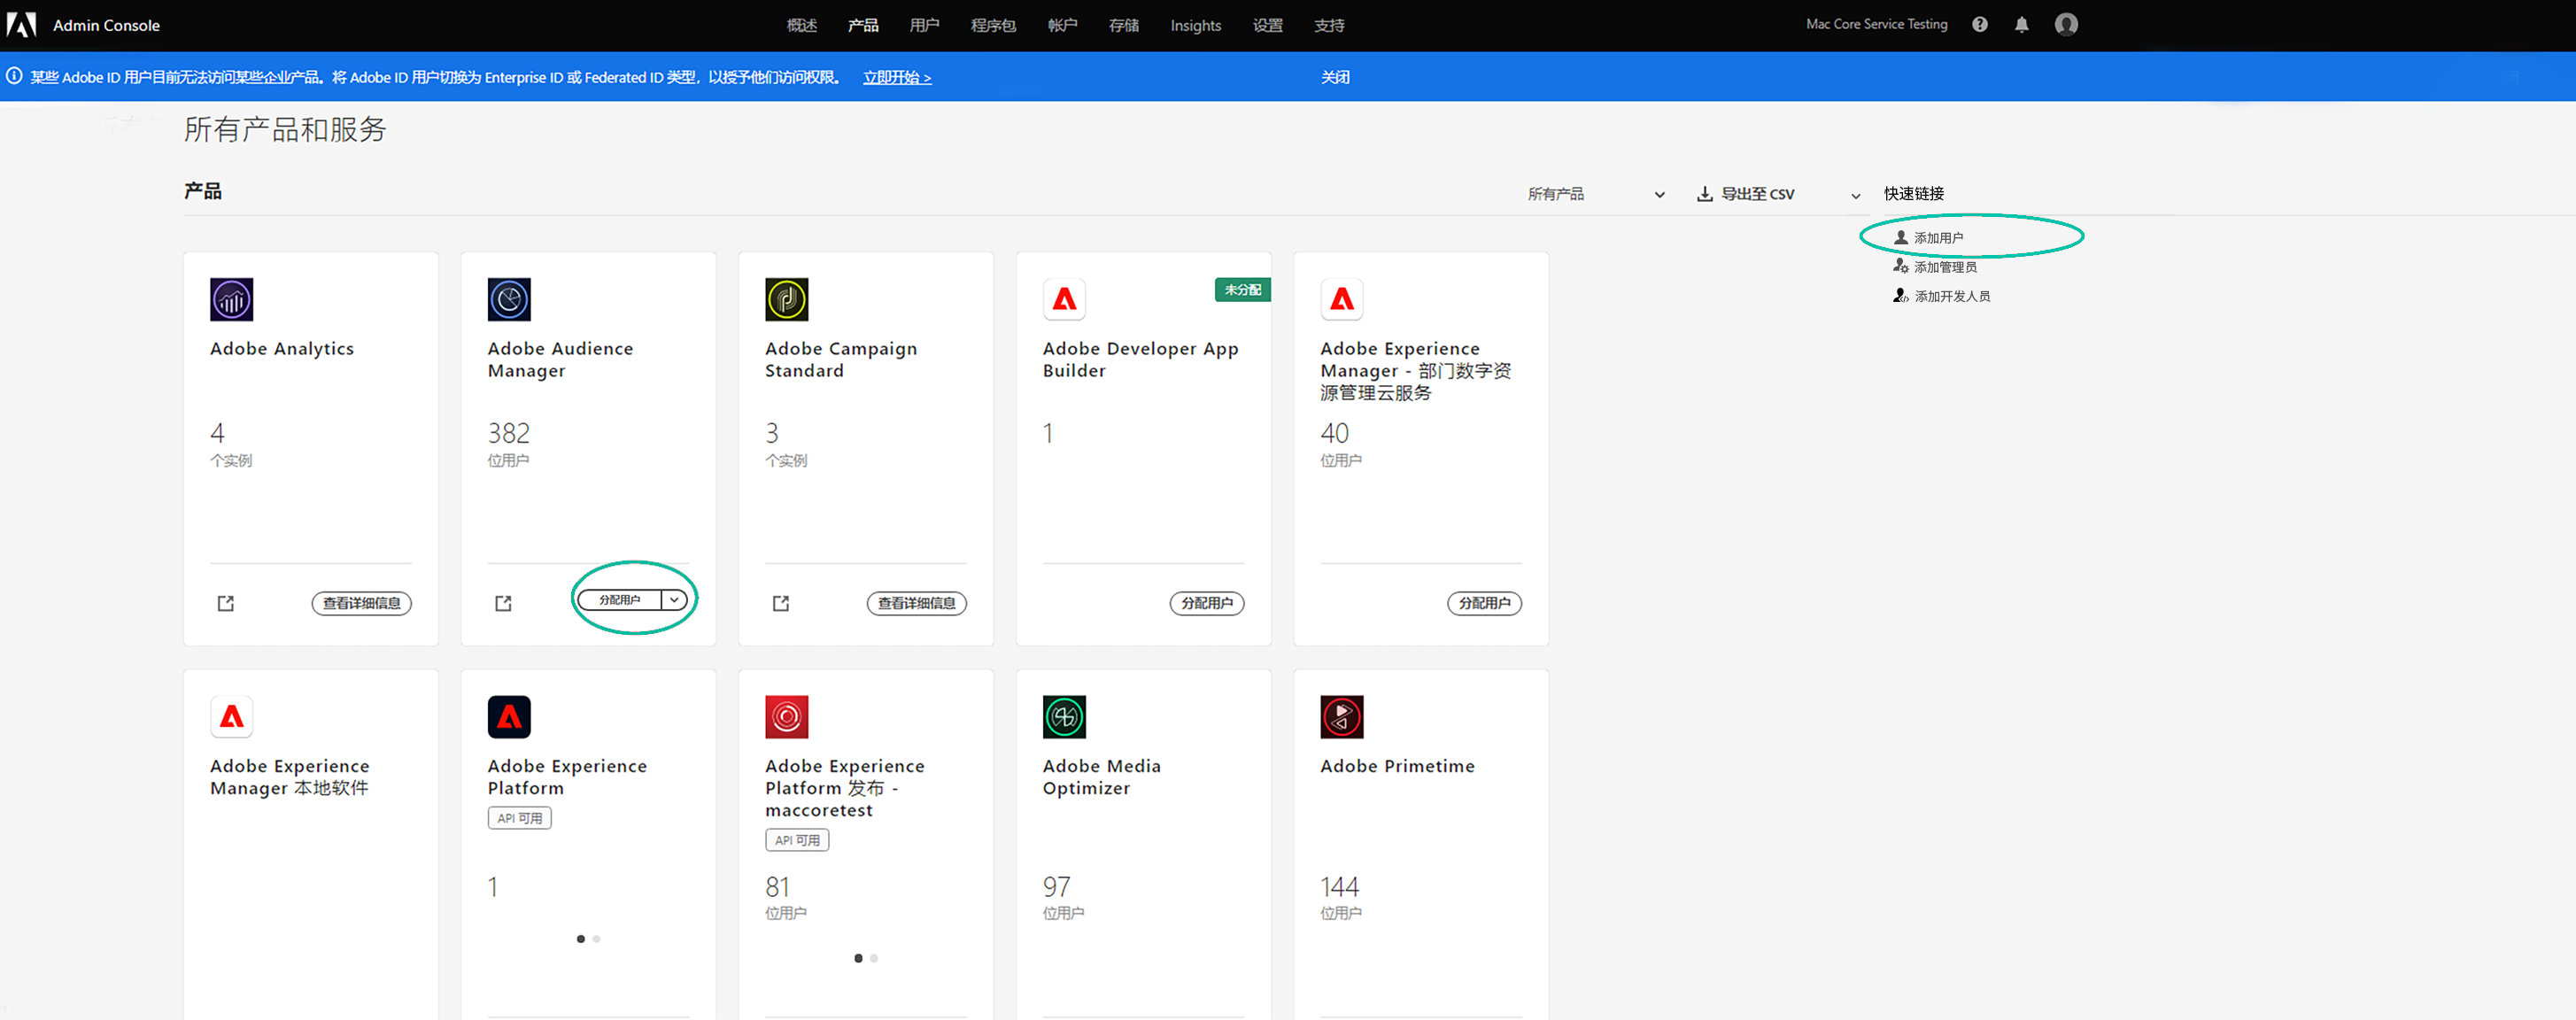 Admin Console
概述 产品 用户 程序包 帐户 存储 Insights 设置 支持
Mac Core Service Testing
某些 Adobe ID 用户目前无法访问某些企业产品。将 Adobe ID 用户切换为 Enterprise ID 或 Federated ID 类型，以授予他们访问权限。 立即开始 > 关闭
所有产品和服务
产品
所有产品
导出至 CSV
快速链接
添加用户
添加管理员
添加开发人员
Adobe Analytics
4
个实例
查看详细信息
Adobe Audience
Manager
382
位用户
分配用户
Adobe Campaign
Standard
3
个实例
查看详细信息
未分配
Adobe Developer App
Builder
1
分配用户
Adobe Experience
Manager - 部门数字资
源管理云服务
40
位用户
分配用户
Adobe Experience
Manager 本地软件
Adobe Experience
Platform
API 可用
1
Adobe Experience
Platform 发布 -
maccoretest
API 可用
81
位用户
Adobe Media
Optimizer
97
位用户
Adobe Primetime
144
位用户